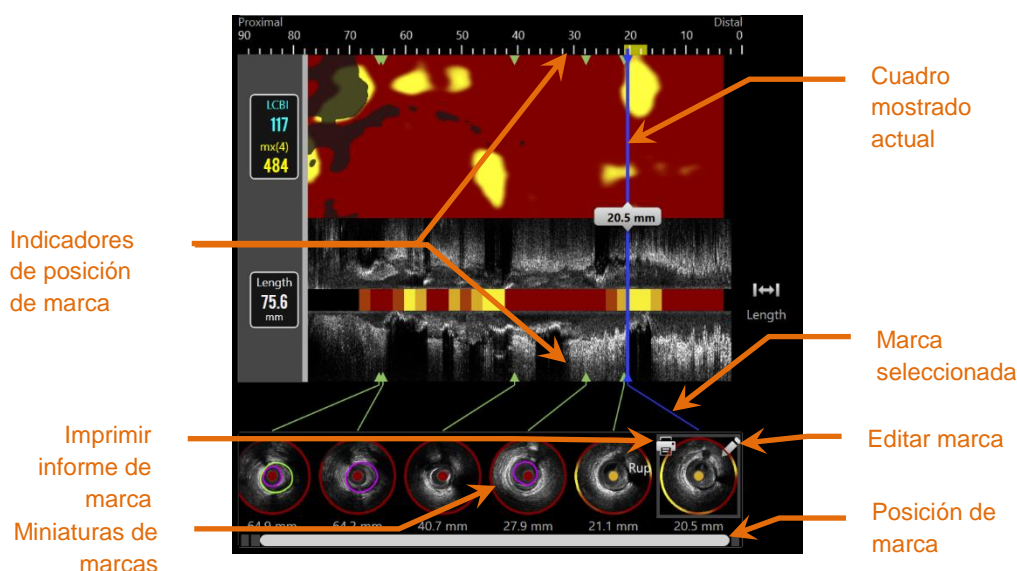 Proximal
Distal
90 80 70 60 50 40 30 20 10 0
LCBI
117
mx(4)
484
Cuadro
mostrado
actual
20.5 mm
Indicadores
de posición
de marca
Length
75.6
mm
Length
Marca
seleccionada
Imprimir
informe de
marca
Editar marca
Rup
64.9 mm 64.2 mm 40.7 mm 27.9 mm 21.1 mm 20.5 mm
Miniaturas de
marcas
Posición de
marca